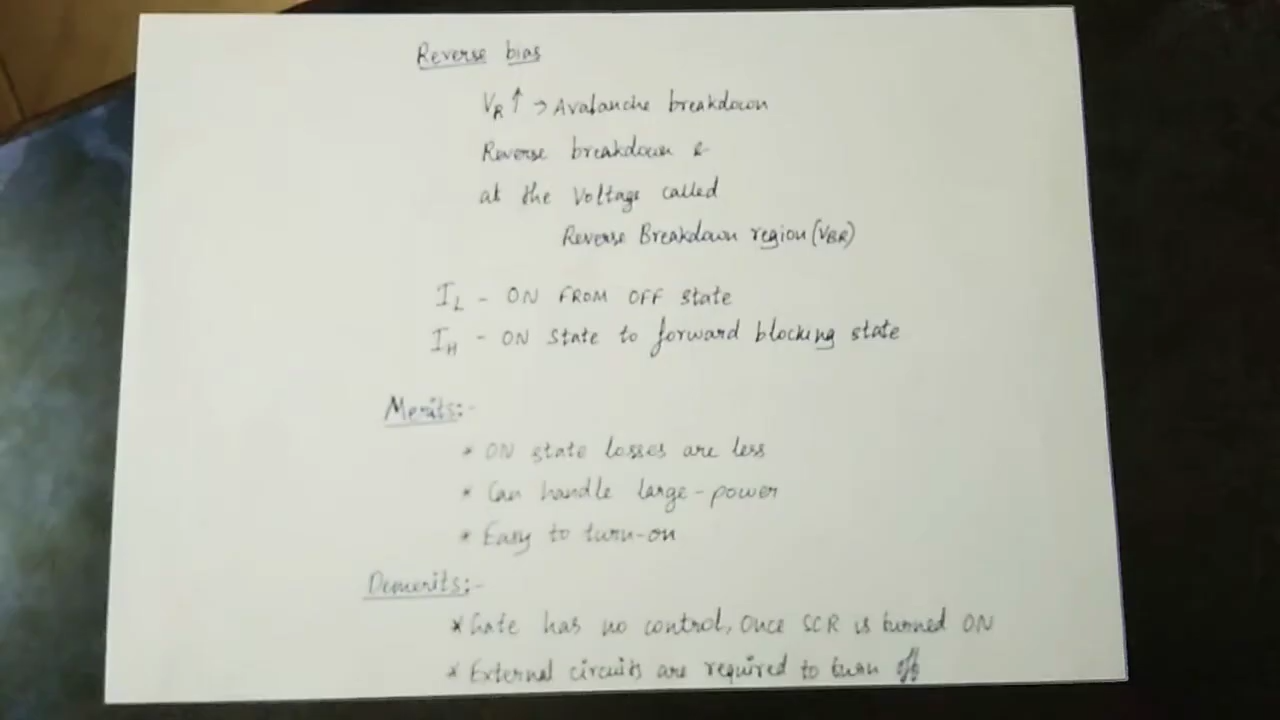 Reverse bias
VR ↑ → Avalanche breakdown
Reverse breakdown &
at the Voltage called
Reverse Breakdown region (VBR)
IL - ON FROM OFF state
IH - ON State to forward blocking state
Merits:-
* ON state losses are less
* Can handle large-power
* Easy to turn-on
Demerits:-
* Gate has no control, Once SCR is turned ON
* External circuits are required to turn off